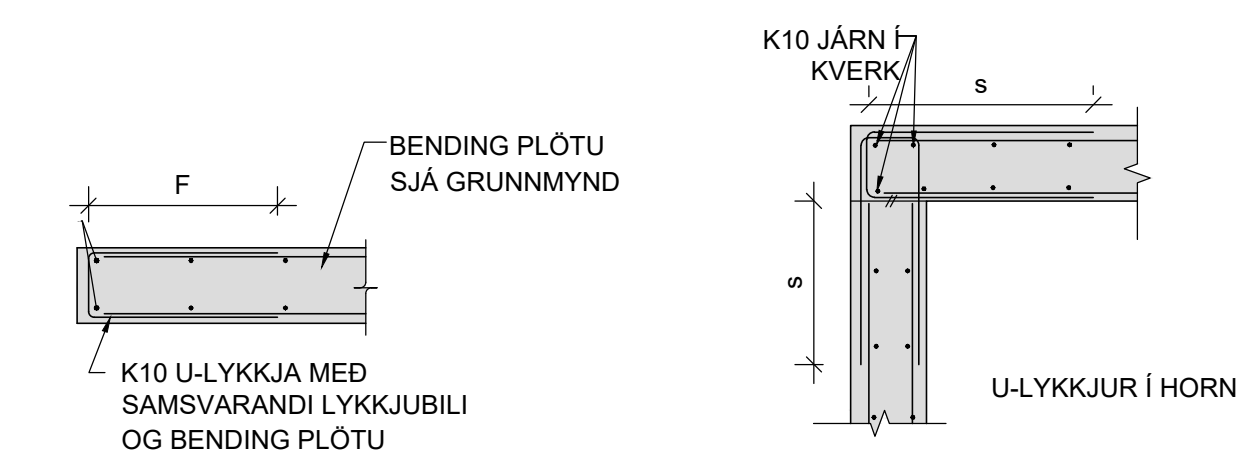 F
BENDING PLÖTU
SJÁ GRUNNMYND
K10 U-LYKKJA MEÐ
SAMSVARANDI LYKKJUBILI
OG BENDING PLÖTU
K10 JÁRN Í
KVERK
s
s
U-LYKKJUR Í HORN